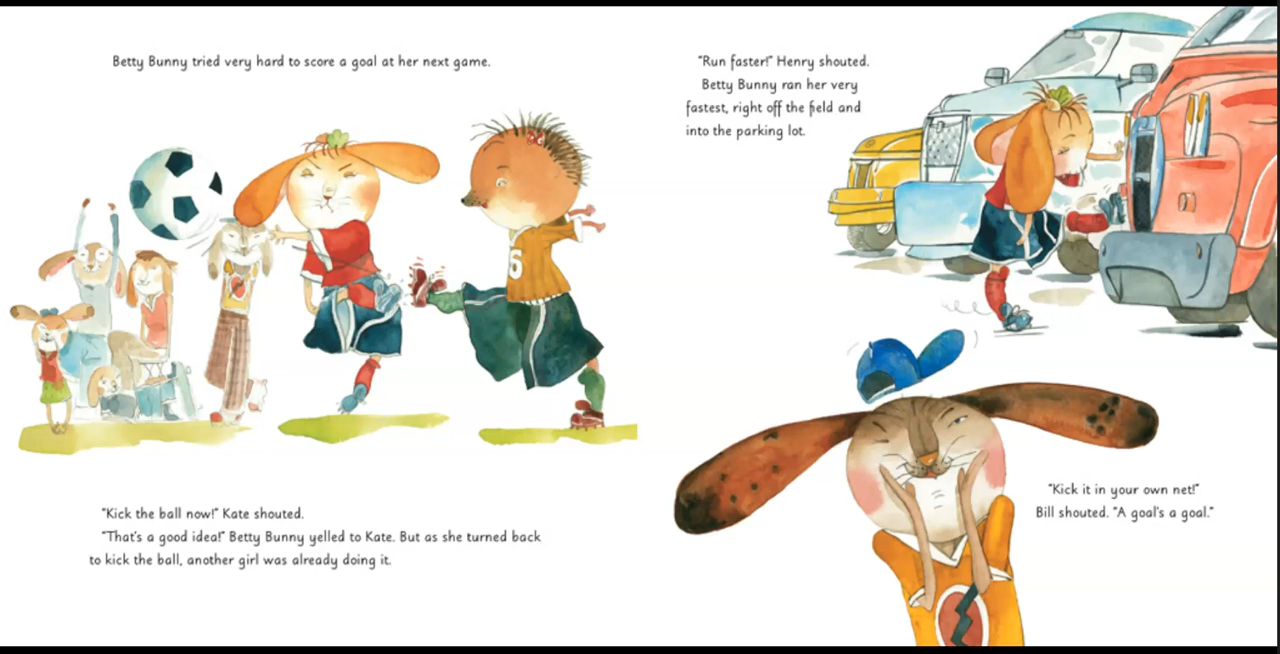 Betty Bunny tried very hard to score a goal at her next game.
"Kick the ball now!" Kate shouted.
"That's a good idea!" Betty Bunny yelled to Kate. But as she turned back
to kick the ball, another girl was already doing it.
"Run faster!" Henry shouted.
Betty Bunny ran her very
fastest, right off the field and
into the parking lot.
"Kick it in your own net!"
Bill shouted. "A goal's a goal."